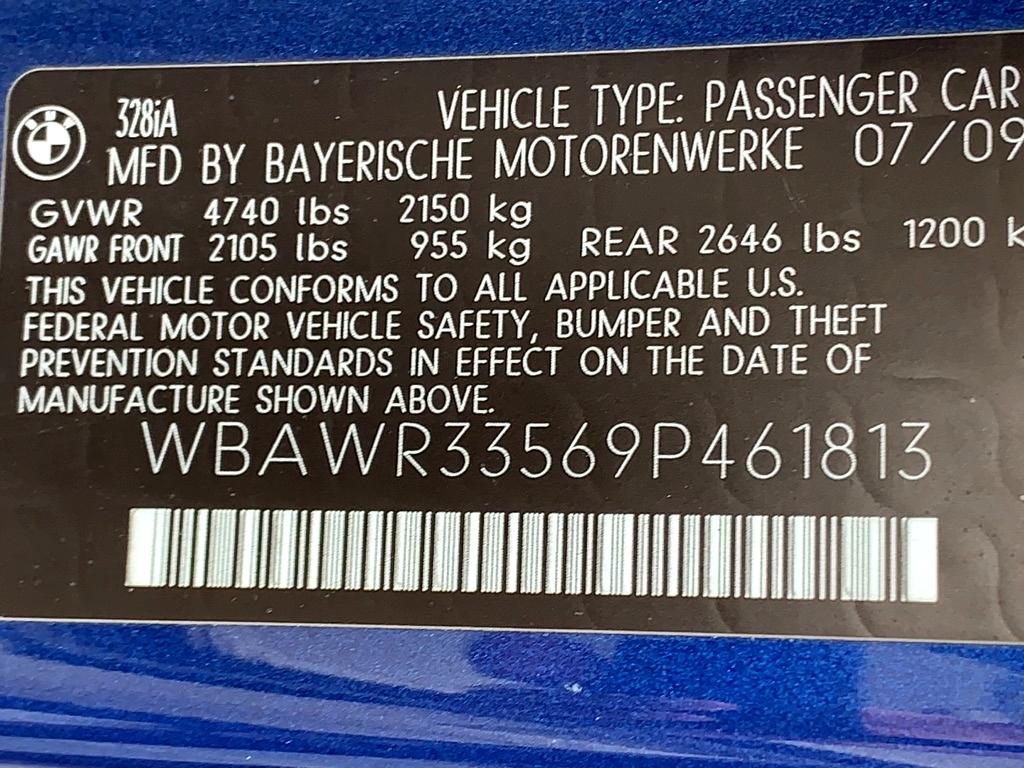 328iA VEHICLE TYPE: PASSENGER CAR
MFD BY BAYERISCHE MOTORENWERKE 07/09
GVWR 4740 lbs 2150 kg
GAWR FRONT 2105 lbs 955 kg REAR 2646 lbs 1200 k
THIS VEHICLE CONFORMS TO ALL APPLICABLE U.S.
FEDERAL MOTOR VEHICLE SAFETY, BUMPER AND THEFT
PREVENTION STANDARDS IN EFFECT ON THE DATE OF
MANUFACTURE SHOWN ABOVE.
WBAWR33569P461813